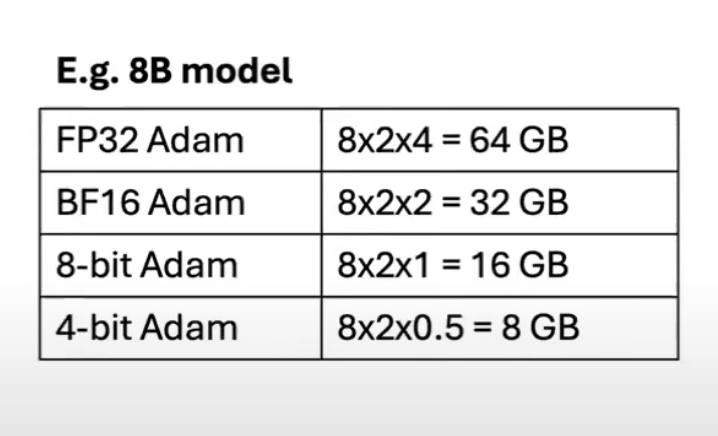 E.g. 8B model
FP32 Adam 8x2x4 = 64 GB
BF16 Adam 8x2x2 = 32 GB
8-bit Adam 8x2x1 = 16 GB
4-bit Adam 8x2x0.5 = 8 GB